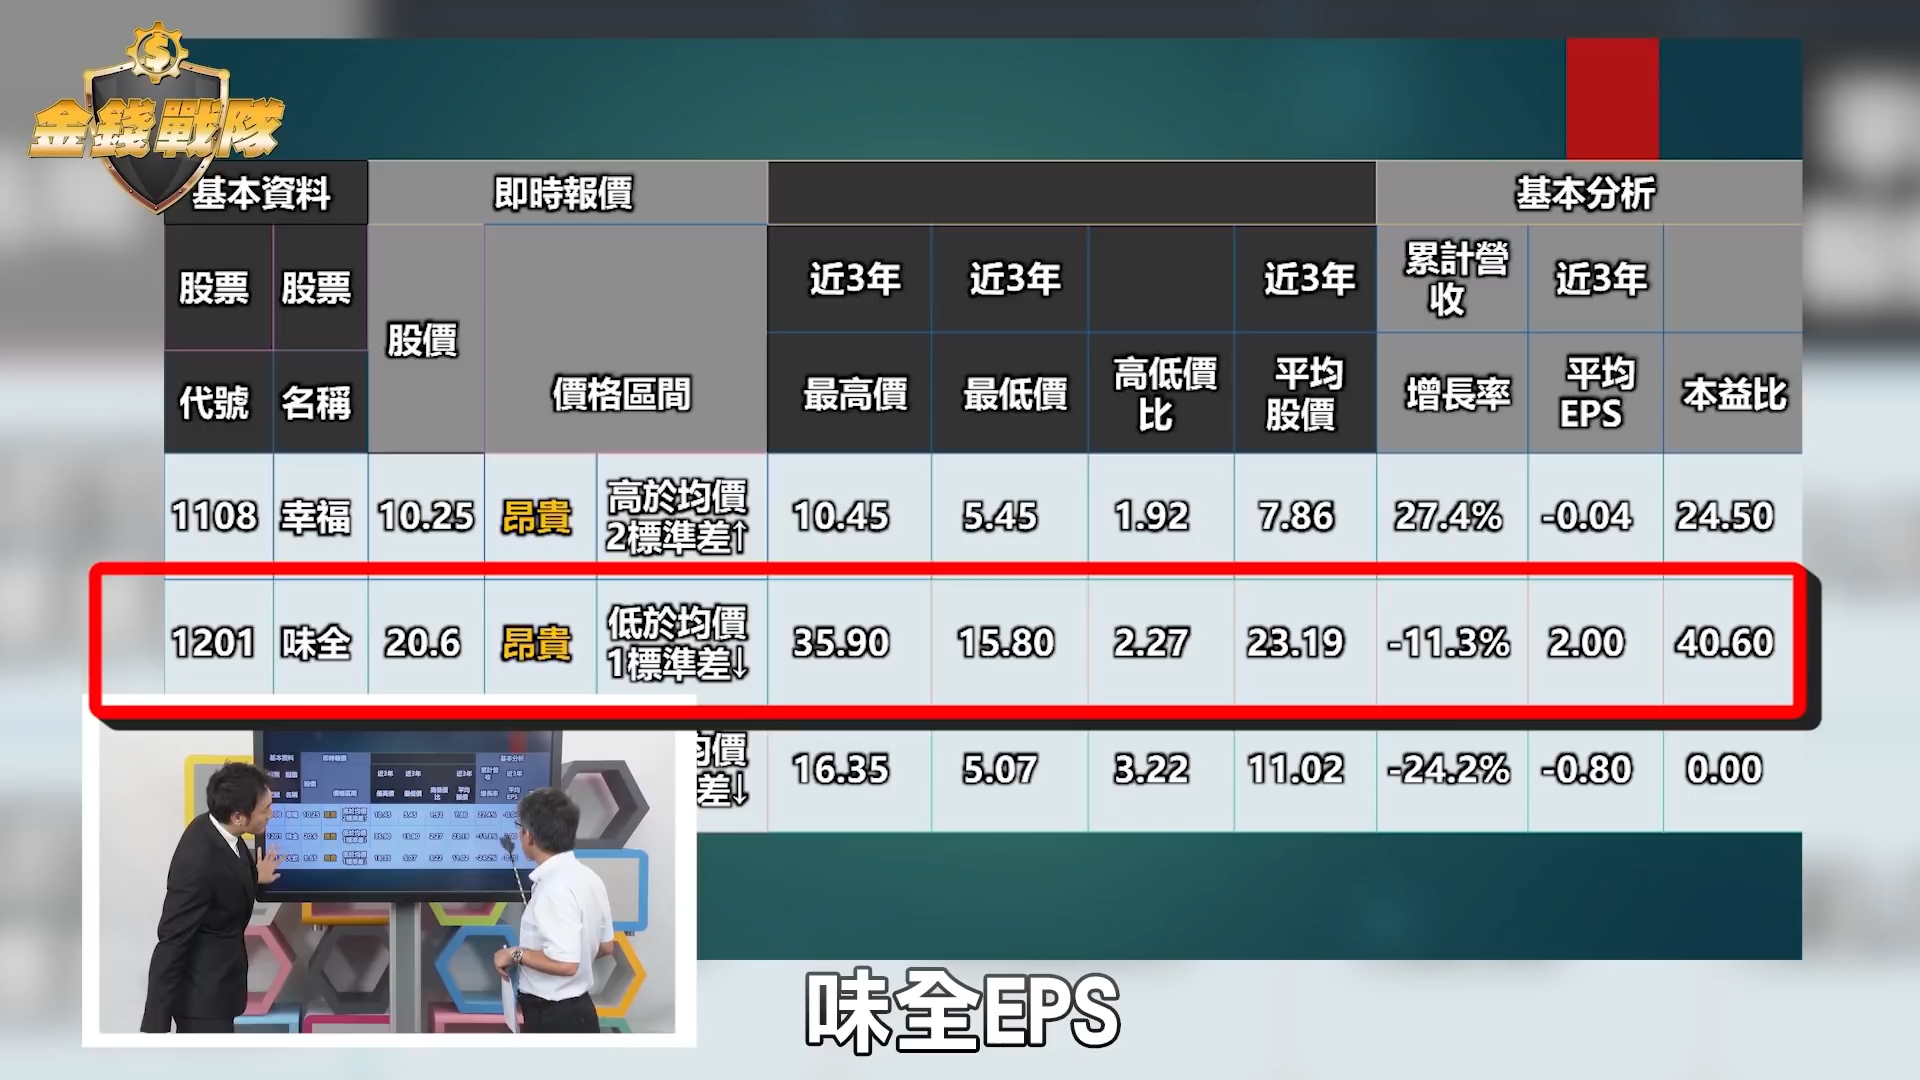 金錢戰隊
基本資料 即時報價 基本分析
股票 股票 股價 價格區間 近3年 近3年 近3年 累計營收 近3年
代號 名稱 最高價 最低價 高低價比 平均股價 增長率 平均EPS 本益比
1108 幸福 10.25 昂貴 高於均價2標準差↑ 10.45 5.45 1.92 7.86 27.4% -0.04 24.50
1201 味全 20.6 昂貴 低於均價1標準差↓ 35.90 15.80 2.27 23.19 -11.3% 2.00 40.60
均價 差↓ 16.35 5.07 3.22 11.02 -24.2% -0.80 0.00
味全EPS